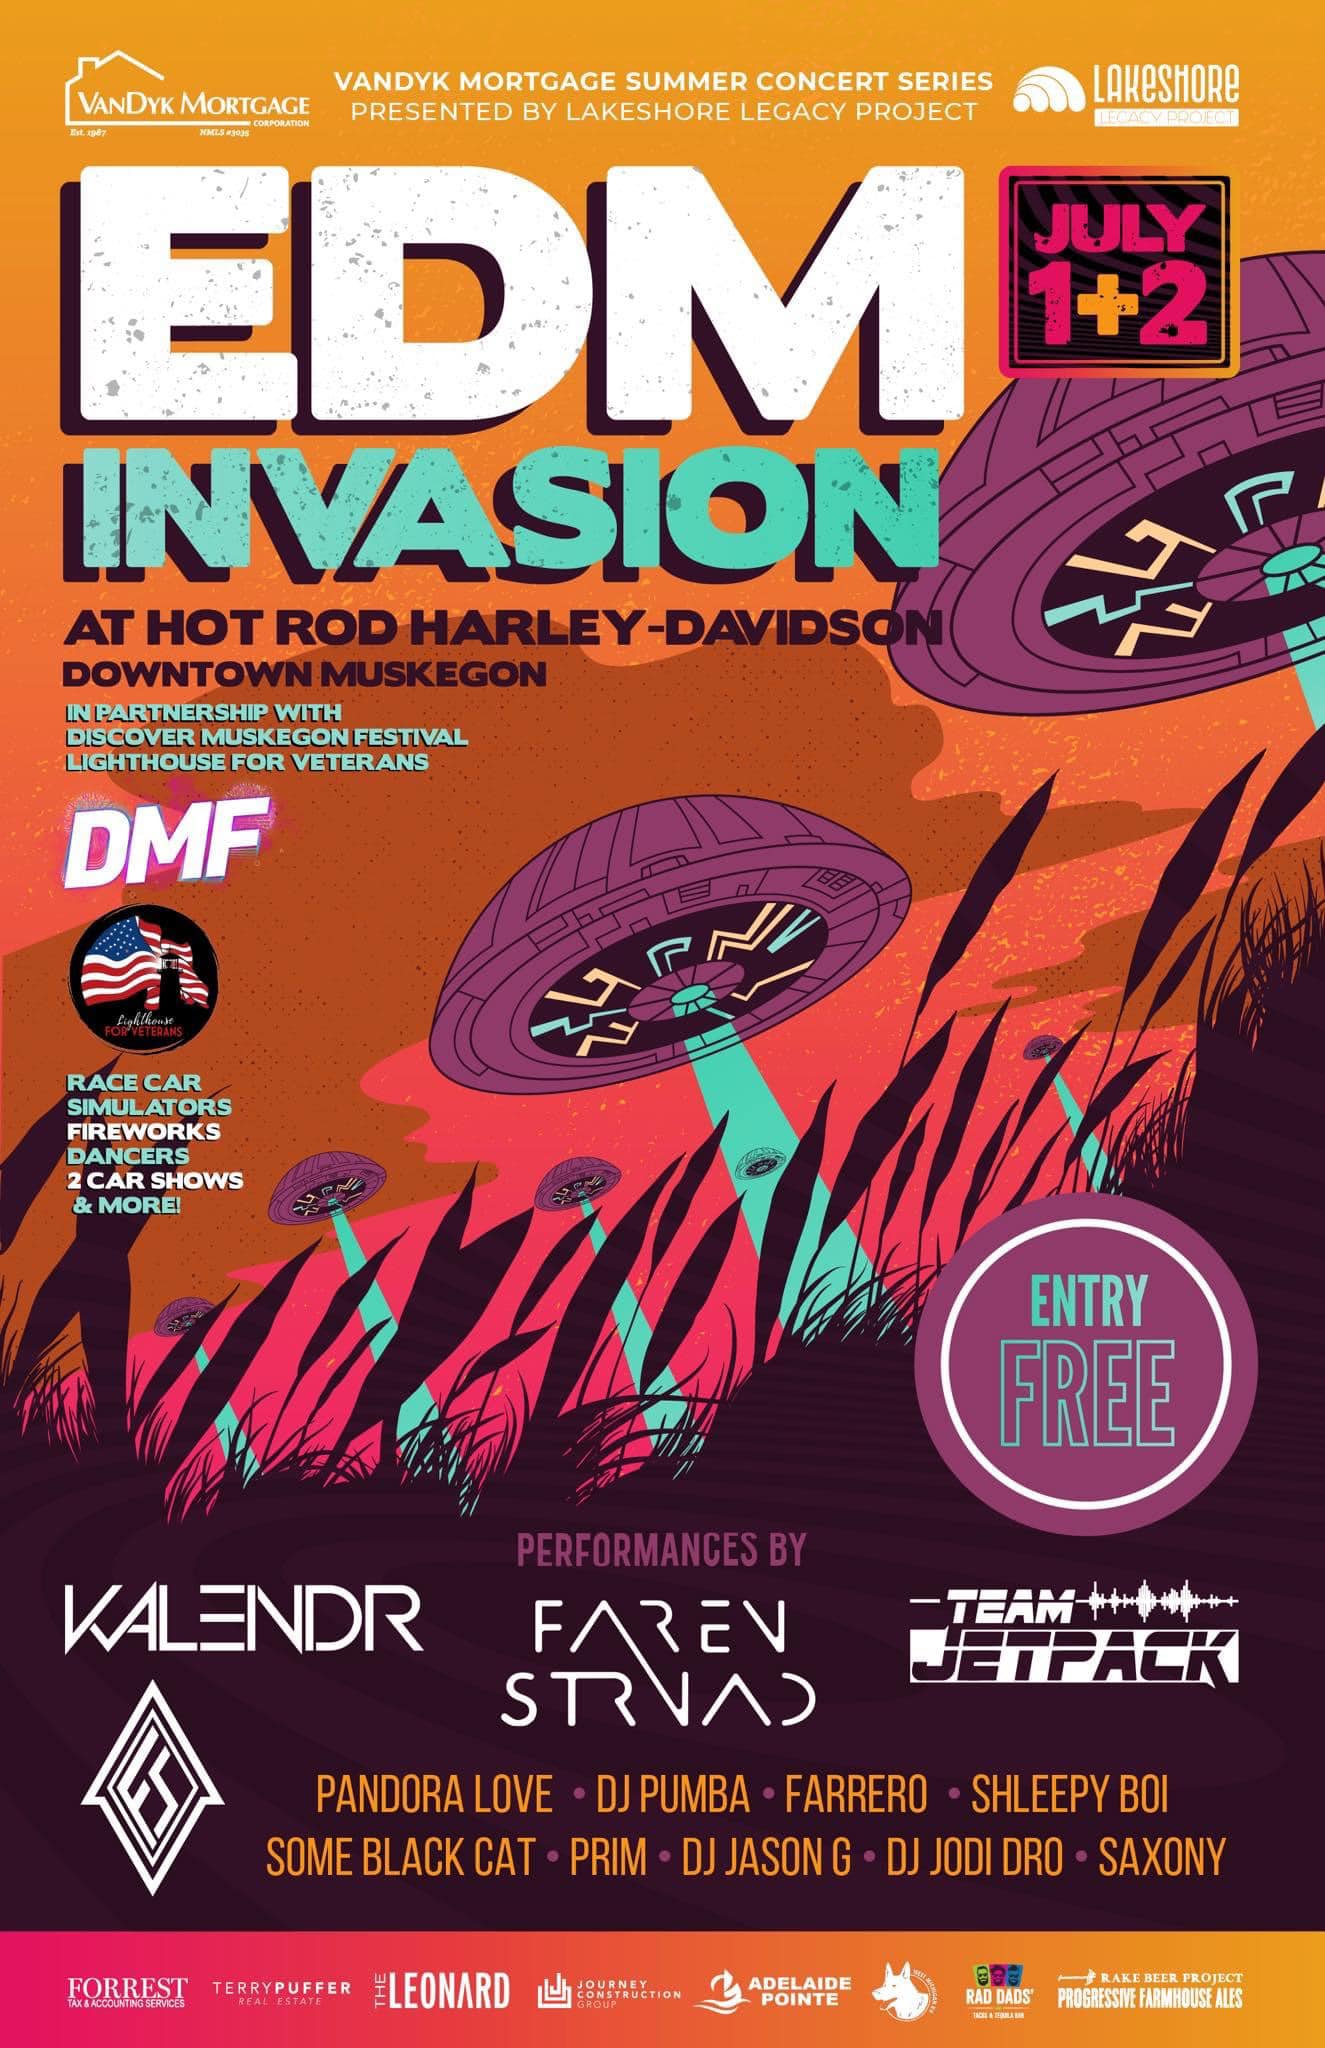 VANDYK MORTGAGE
CORPORATION
Est. 1987 NMLS #3035
VANDYK MORTGAGE SUMMER CONCERT SERIES
PRESENTED BY LAKESHORE LEGACY PROJECT
LAKESHORE
LEGACY PROJECT
EDM
JULY
1+2
INVASION
AT HOT ROD HARLEY-DAVIDSON
DOWNTOWN MUSKEGON
IN PARTNERSHIP WITH
DISCOVER MUSKEGON FESTIVAL
LIGHTHOUSE FOR VETERANS
DMF
Lighthouse
FOR VETERANS
RACE CAR
SIMULATORS
FIREWORKS
DANCERS
2 CAR SHOWS
& MORE!
ENTRY
FREE
PERFORMANCES BY
KALENDR
FAREN
STRNAD
TEAM
JETPACK
PANDORA LOVE • DJ PUMBA • FARRERO • SHLEEPY BOI
SOME BLACK CAT • PRIM • DJ JASON G • DJ JODI DRO • SAXONY
FORREST
TAX & ACCOUNTING SERVICES
TERRYPUFFER
REAL ESTATE
THE LEONARD
JOURNEY
CONSTRUCTION
GROUP
ADELAIDE
POINTE
RAD DADS'
TACOS & TEQUILA BAR
RAKE BEER PROJECT
PROGRESSIVE FARMHOUSE ALES